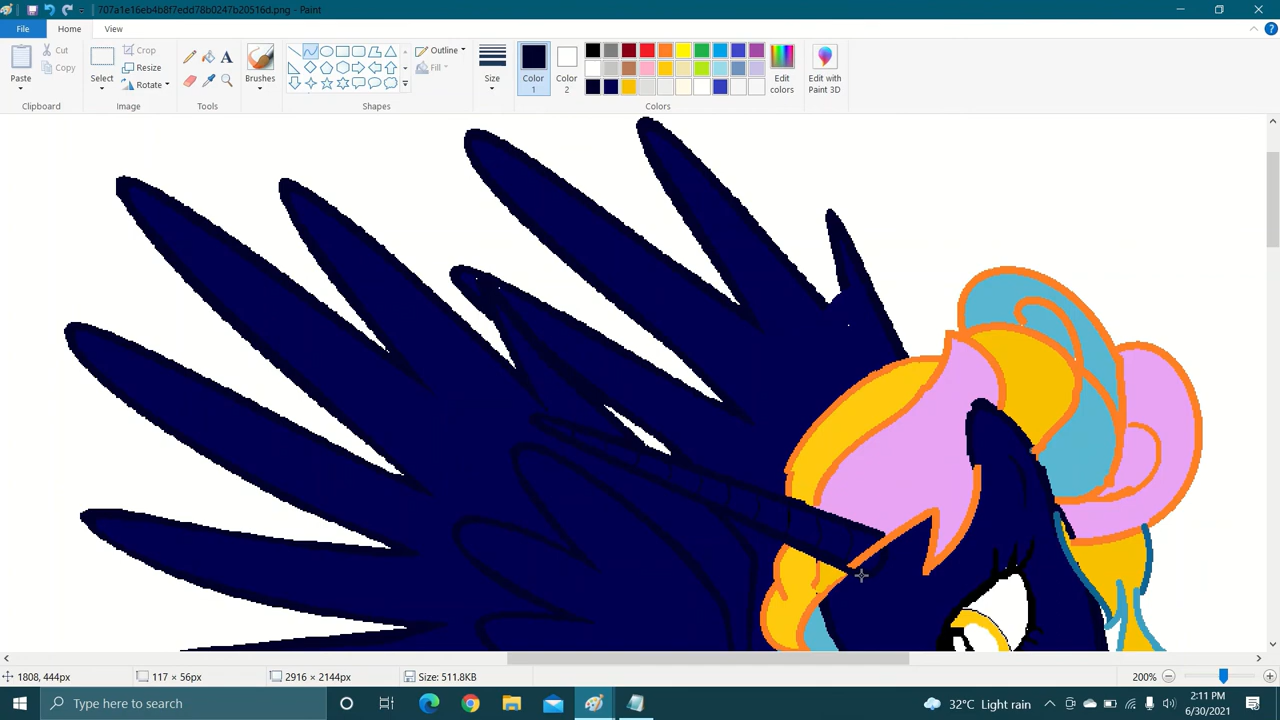 707a1e16eb4b8f7edd78b0247b20516d.png - Paint
File Home View
Paste
Cut
Copy
Clipboard
Select
Crop
Resize
Rotate
Image
Tools
Brushes
Shapes
Outline
Fill
Size
Color 1
Color 2
Colors
Edit colors
Edit with Paint 3D
1808, 444px
117 × 56px
2916 × 2144px
Size: 511.8KB
200%
Type here to search
32°C Light rain
2:11 PM
6/30/2021